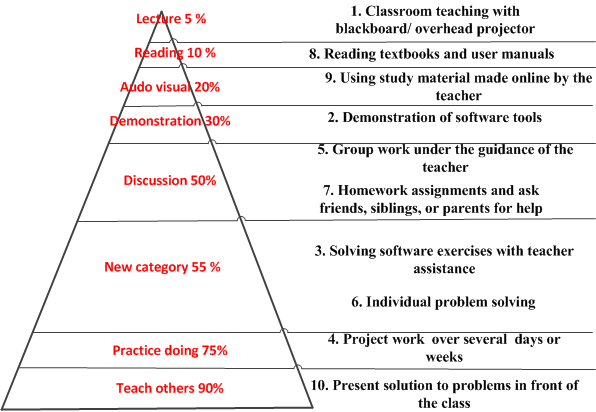 Lecture 5 %
1. Classroom teaching with
blackboard/ overhead projector
Reading 10 %
8. Reading textbooks and user manuals
Audo visual 20%
9. Using study material made online by the
teacher
Demonstration 30%
2. Demonstration of software tools
Discussion 50%
5. Group work under the guidance of the
teacher
7. Homework assignments and ask
friends, siblings, or parents for help
New category 55 %
3. Solving software exercises with teacher
assistance
6. Individual problem solving
Practice doing 75%
4. Project work over several days or
weeks
Teach others 90%
10. Present solution to problems in front of
the class